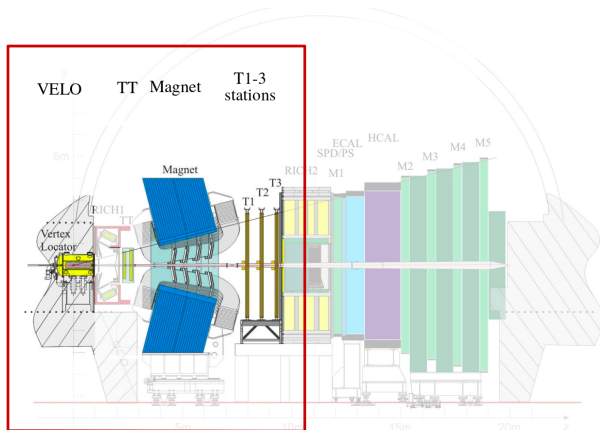 VELO TT Magnet T1-3
stations
Magnet
RICH1
TT
Vertex
Locator
T1
T2
T3
RICH2
SPD/PS
M1
ECAL
HCAL
M2
M3
M4
M5
y
5m
5m
10m
15m
20m
z